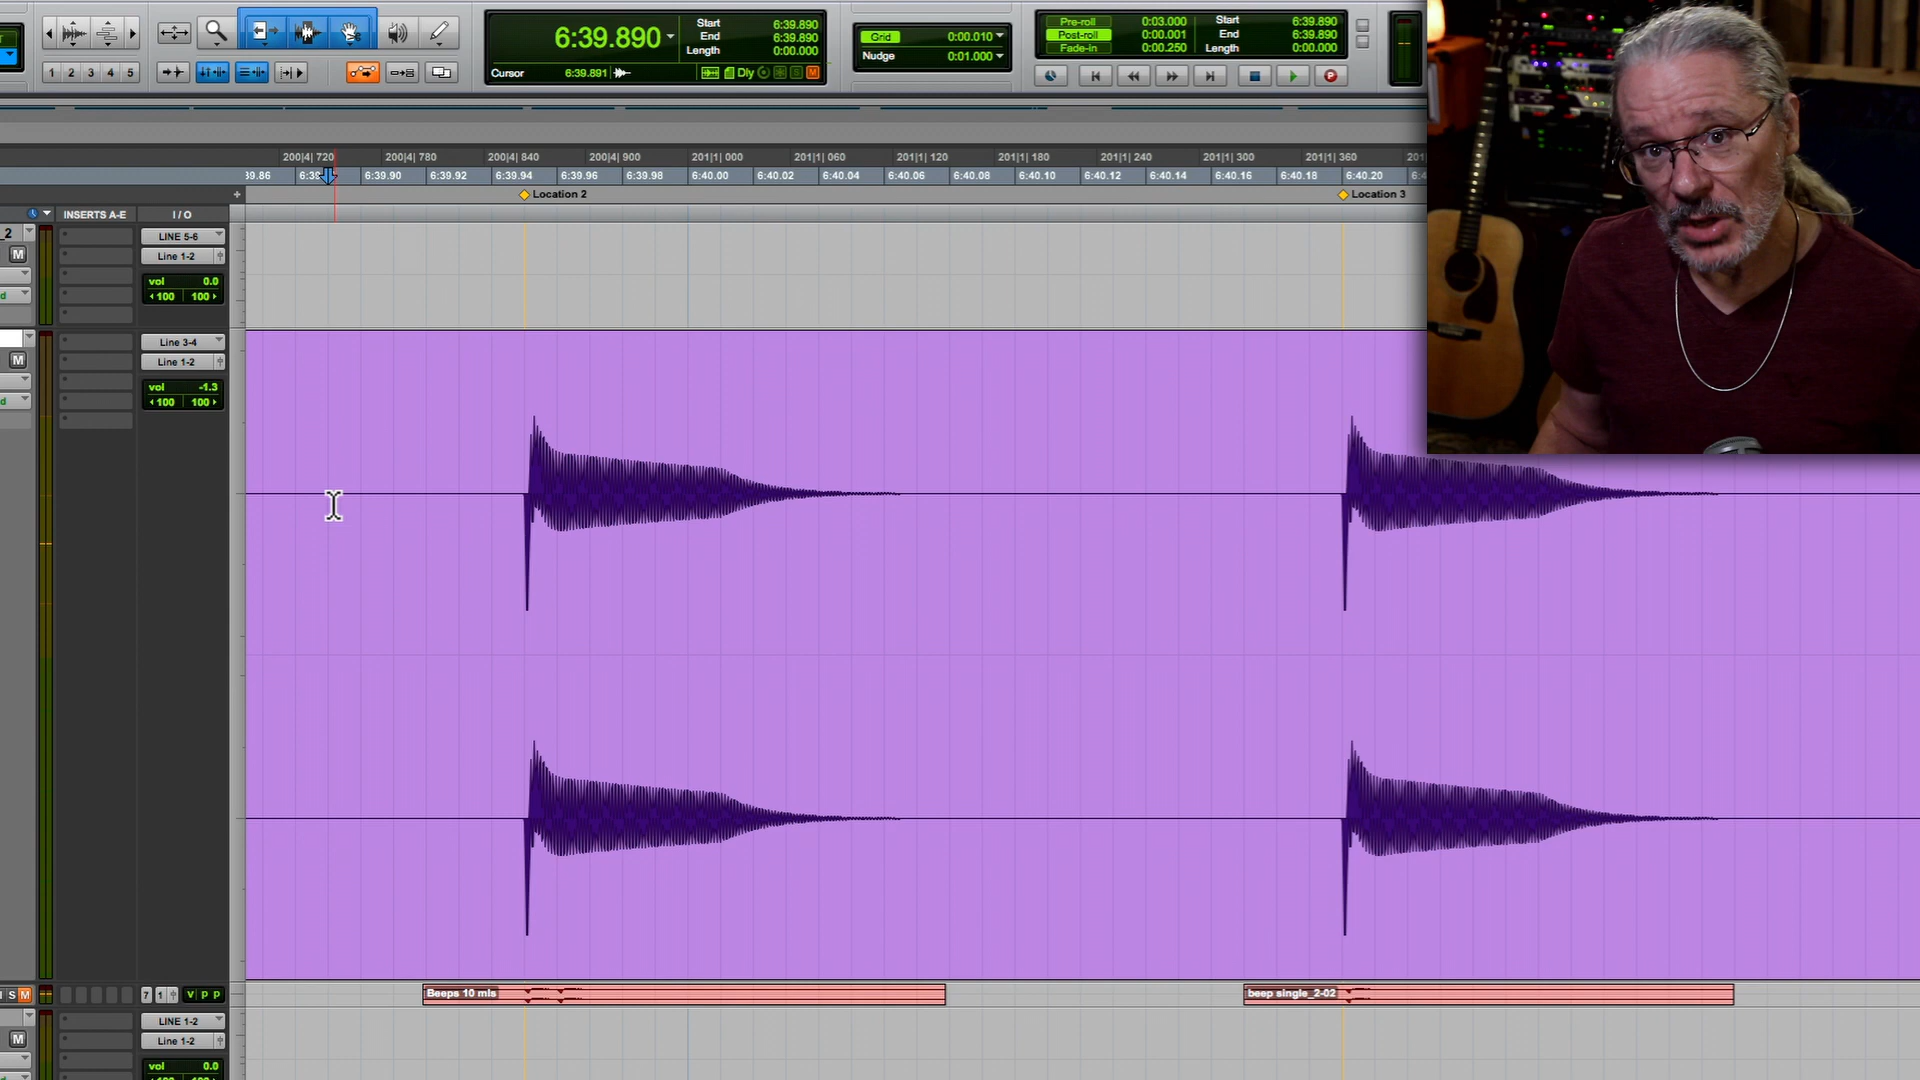 6:39.890
Start 6:39.890
End 6:39.890
Length 0:00.000
Cursor 6:39.891
Dly
Grid 0:00.010
Nudge 0:01.000
Pre-roll 0:03.000
Post-roll 0:00.001
Fade-in 0:00.250
Start 6:39.890
End 6:39.890
Length 0:00.000
1 2 3 4 5
200|4| 720 200|4| 780 200|4| 840 200|4| 900 201|1| 000 201|1| 060 201|1| 120 201|1| 180 201|1| 240 201|1| 300 201|1| 360 201|
39.86 6:39 6:39.90 6:39.92 6:39.94 6:39.96 6:39.98 6:40.00 6:40.02 6:40.04 6:40.06 6:40.08 6:40.10 6:40.12 6:40.14 6:40.16 6:40.18 6:40.20
Location 2 Location 3
INSERTS A-E I / O
_2 LINE 5-6
M Line 1-2
vol 0.0
d 100 100
Line 3-4
M Line 1-2
vol -1.3
d 100 100
I S M 7 1 V P P Beeps 10 mls beep single_2-02
LINE 1-2
M Line 1-2
vol 0.0